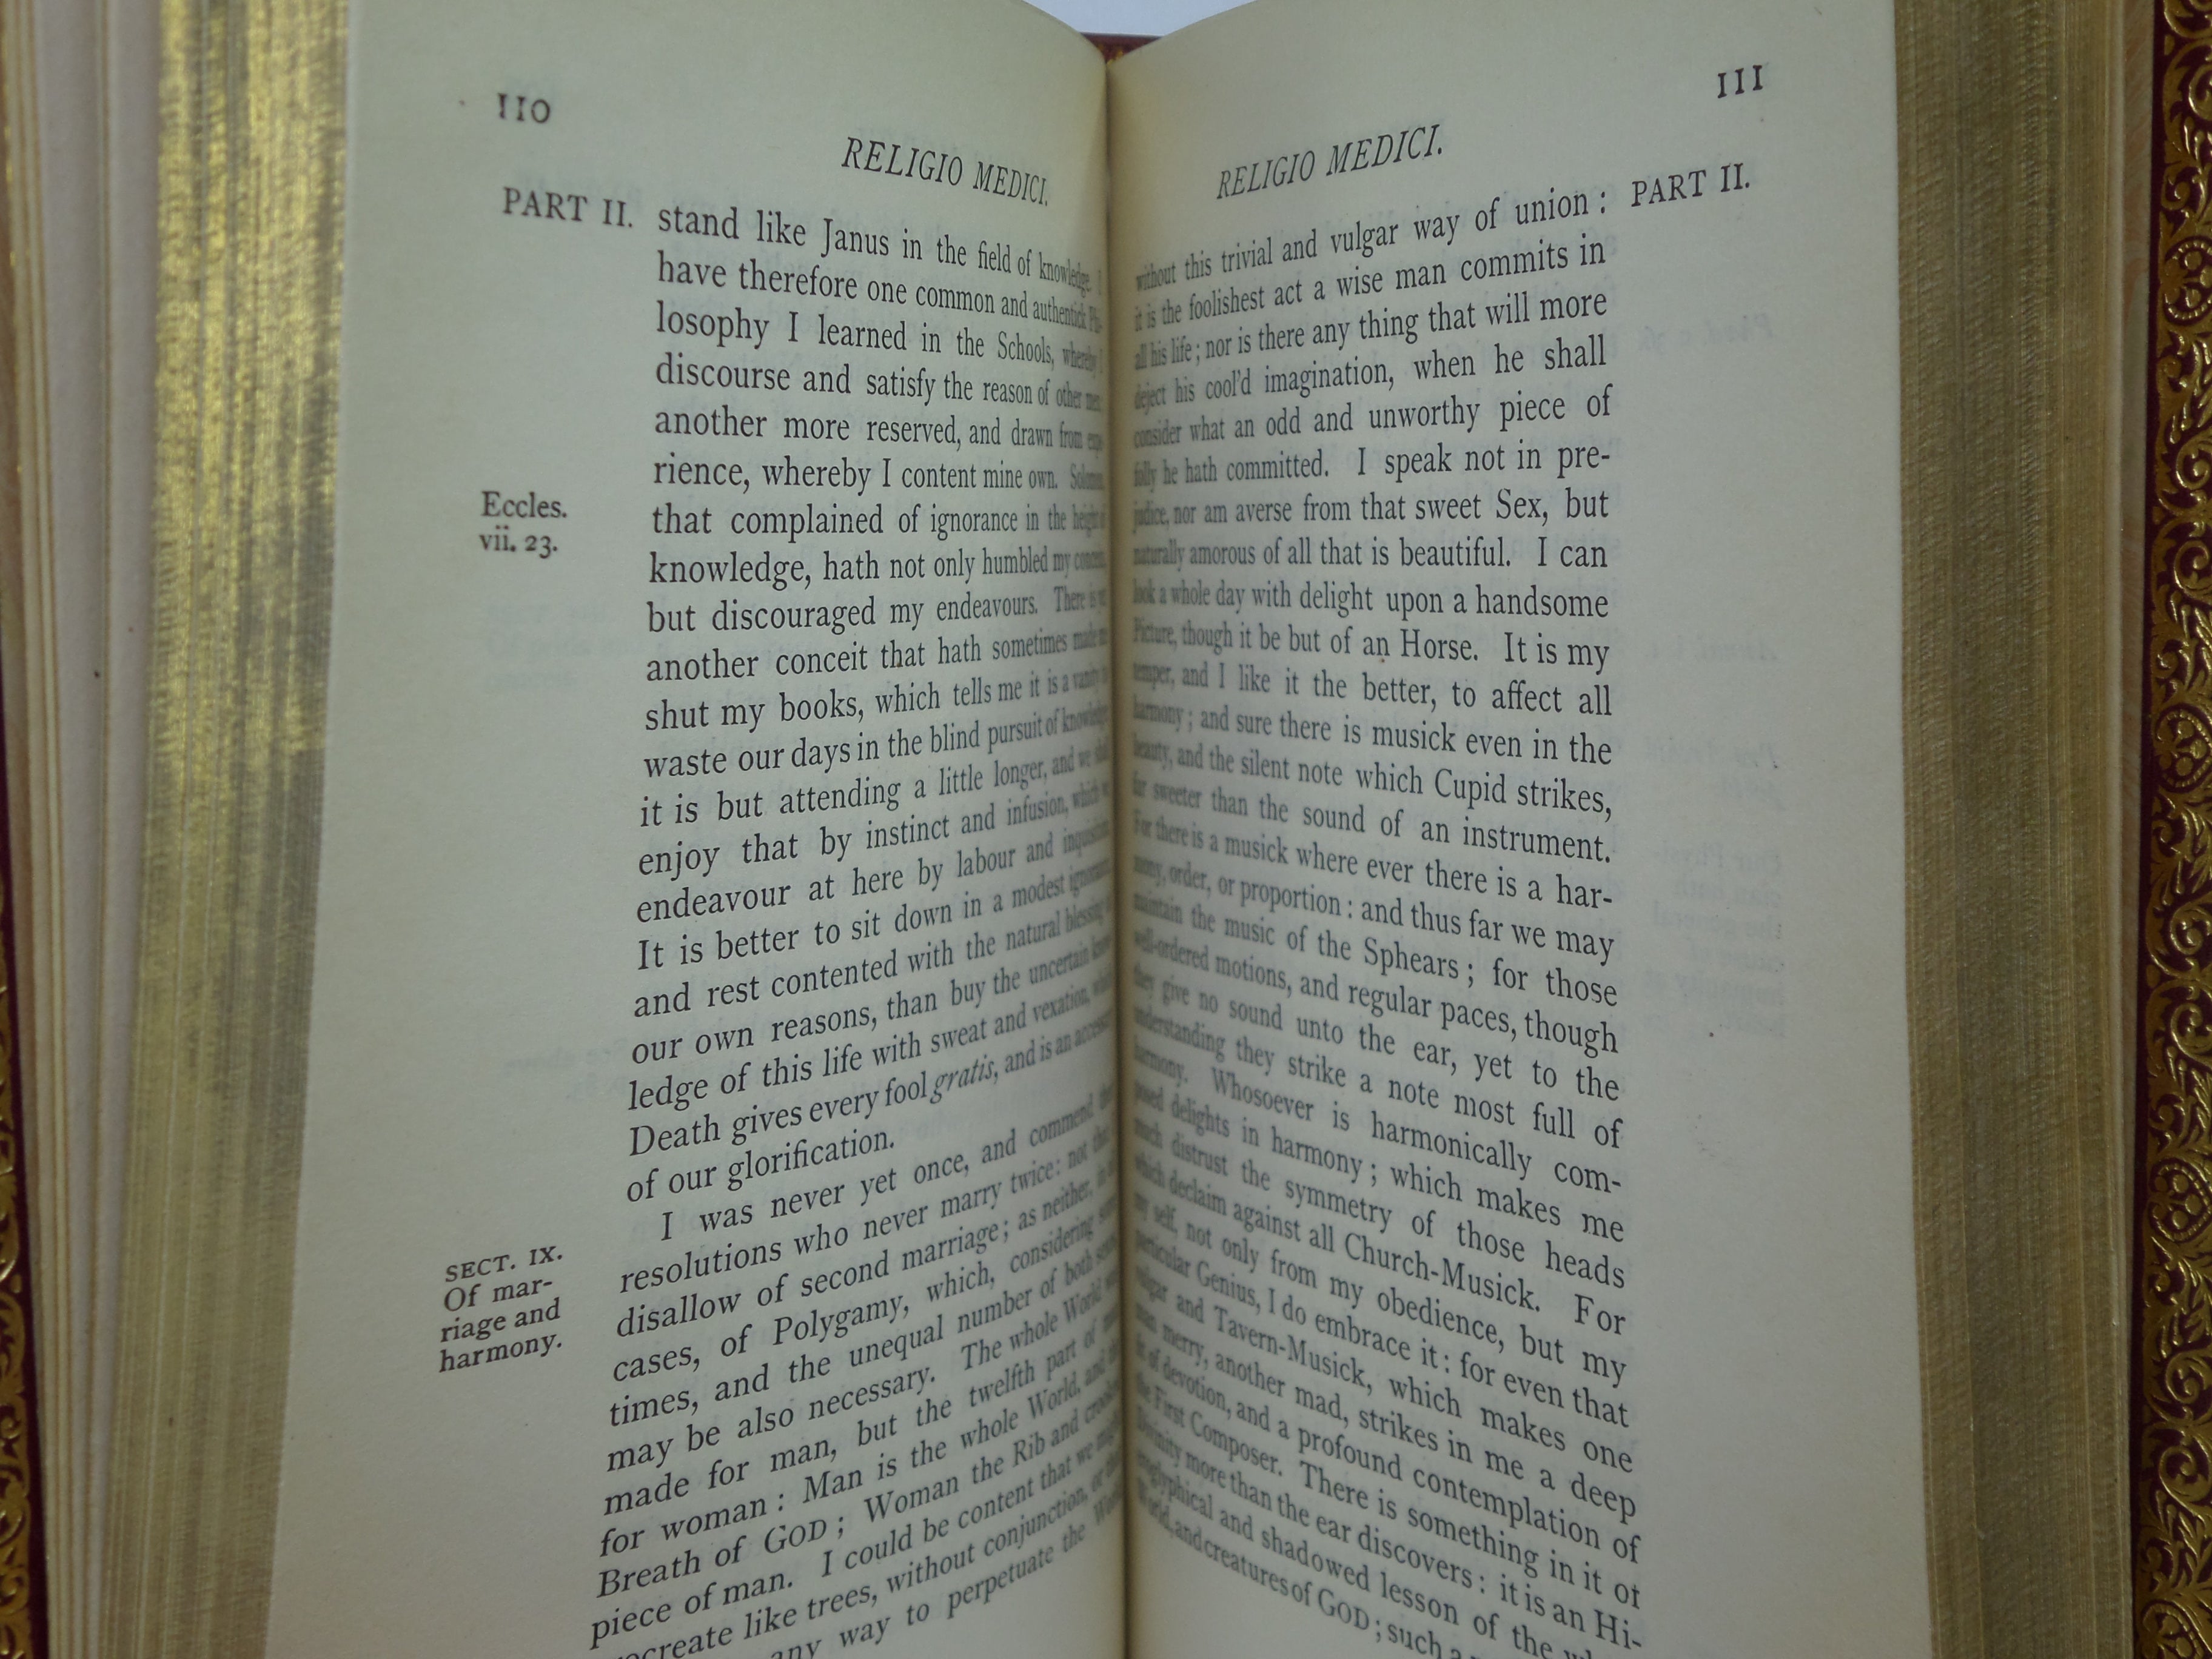 110
RELIGIO MEDICI.
PART II. stand like Janus in the field of knowledge. I
have therefore one common and authentick Phi-
losophy I learned in the Schools, whereby I
discourse and satisfy the reason of other men;
another more reserved, and drawn from expe-
rience, whereby I content mine own. Solomon,
Eccles.
vii. 23.
that complained of ignorance in the height of
knowledge, hath not only humbled my conceits,
but discouraged my endeavours. There is yet
another conceit that hath sometimes made me
shut my books, which tells me it is a vanity to
waste our days in the blind pursuit of knowledge;
it is but attending a little longer, and we shall
enjoy that by instinct and infusion, which we
endeavour at here by labour and inquisition.
It is better to sit down in a modest ignorance,
and rest contented with the natural blessing of
our own reasons, than buy the uncertain know-
ledge of this life with sweat and vexation, which
Death gives every fool gratis, and is an accessary
of our glorification.
SECT. IX.
Of mar-
riage and
harmony.
I was never yet once, and commend their
resolutions who never marry twice: not that I
disallow of second marriage; as neither, in all
cases, of Polygamy, which, considering some
times, and the unequal number of both sexes,
may be also necessary. The whole World was
made for man, but the twelfth part of man
for woman: Man is the whole World, and the
Breath of GOD; Woman the Rib and crooked
piece of man. I could be content that we might
like trees, without conjunction, or that
any way to perpetuate the World
111
RELIGIO MEDICI.
without this trivial and vulgar way of union: PART II.
it is the foolishest act a wise man commits in
all his life; nor is there any thing that will more
deject his cool'd imagination, when he shall
consider what an odd and unworthy piece of
folly he hath committed. I speak not in pre-
judice, nor am averse from that sweet Sex, but
naturally amorous of all that is beautiful. I can
look a whole day with delight upon a handsome
Picture, though it be but of an Horse. It is my
temper, and I like it the better, to affect all
harmony; and sure there is musick even in the
beauty, and the silent note which Cupid strikes,
far sweeter than the sound of an instrument.
For there is a musick where ever there is a har-
mony, order, or proportion: and thus far we may
maintain the music of the Sphears; for those
well-ordered motions, and regular paces, though
they give no sound unto the ear, yet to the
understanding they strike a note most full of
harmony. Whosoever is harmonically com-
posed delights in harmony; which makes me
much distrust the symmetry of those heads
which declaim against all Church-Musick. For
my self, not only from my obedience, but my
particular Genius, I do embrace it: for even that
vulgar and Tavern-Musick, which makes one
man merry, another mad, strikes in me a deep
fit of devotion, and a profound contemplation of
the First Composer. There is something in it of
Divinity more than the ear discovers: it is an Hi-
eroglyphical and shadowed lesson of the
World, and creatures of GOD; such a